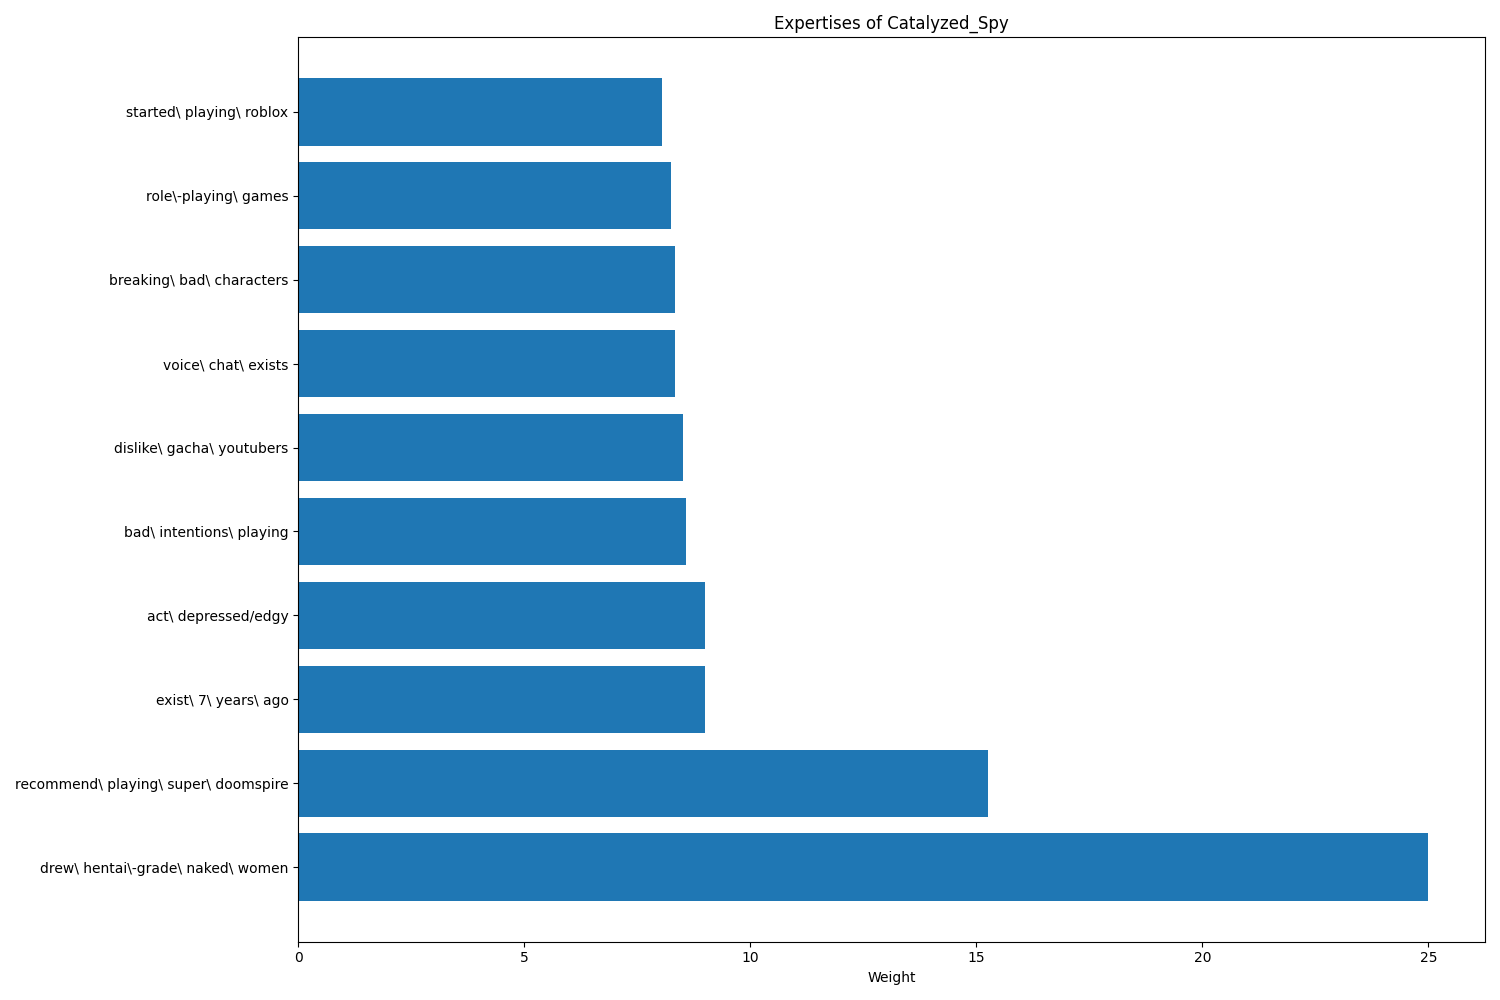 Expertises of Catalyzed_Spy
started\ playing\ roblox
role\-playing\ games
breaking\ bad\ characters
voice\ chat\ exists
dislike\ gacha\ youtubers
bad\ intentions\ playing
act\ depressed/edgy
exist\ 7\ years\ ago
recommend\ playing\ super\ doomspire
drew\ hentai\-grade\ naked\ women
0 5 10 15 20 25
Weight